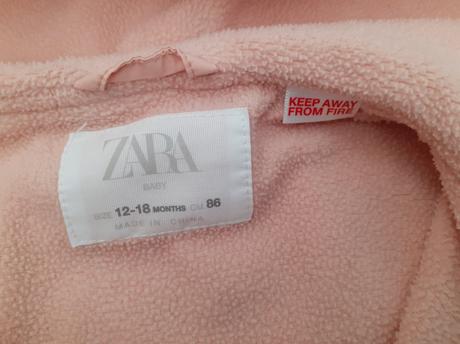 ZARA
BABY
SIZE 12-18 MONTHS CM 86
MADE IN CHINA
KEEP AWAY
FROM FIRE